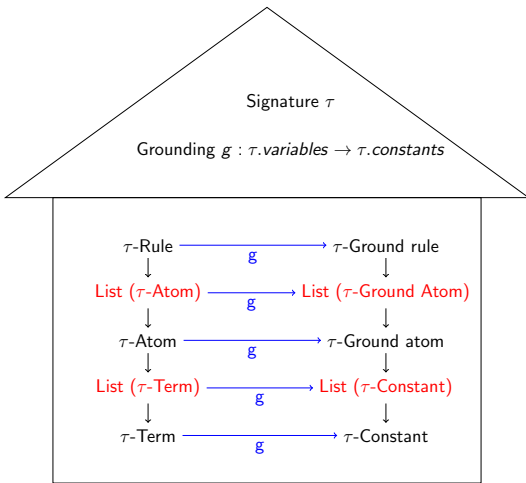 Signature τ
Grounding g : τ.variables → τ.constants
τ-Rule τ-Ground rule
g
List (τ-Atom) List (τ-Ground Atom)
g
τ-Atom τ-Ground atom
g
List (τ-Term) List (τ-Constant)
g
τ-Term τ-Constant
g